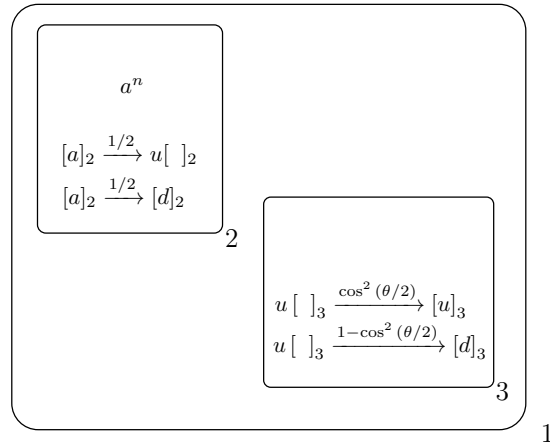 $a^n$
$[a]_2 \xrightarrow{1/2} u[\ \ ]_2$
$[a]_2 \xrightarrow{1/2} [d]_2$
2
$u\,[\ \ ]_3 \xrightarrow{\cos^2(\theta/2)} [u]_3$
$u\,[\ \ ]_3 \xrightarrow{1-\cos^2(\theta/2)} [d]_3$
3
1